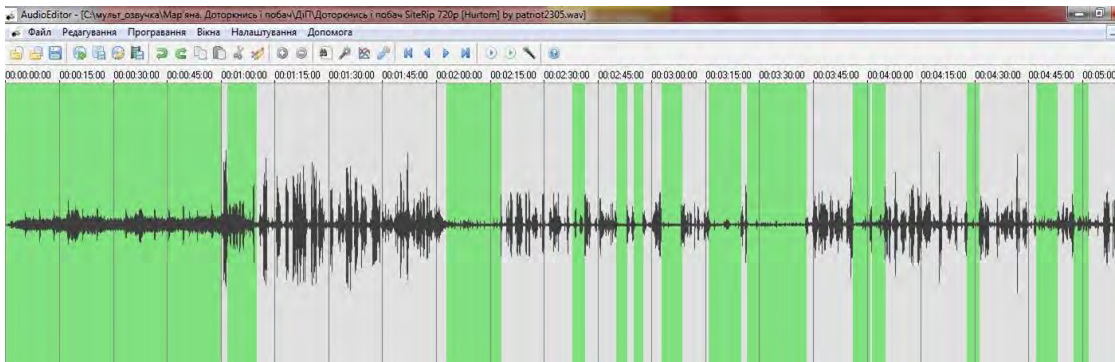 AudioEditor - [C:\мульт_озвучка\Мар'яна. Доторкнись і побач\ДіП\Доторкнись і побач SiteRip 720p [Hurtom] by patriot2305.wav]
Файл Редагування Програвання Вікна Налаштування Допомога
00:00:00:00 00:00:15:00 00:00:30:00 00:00:45:00 00:01:00:00 00:01:15:00 00:01:30:00 00:01:45:00 00:02:00:00 00:02:15:00 00:02:30:00 00:02:45:00 00:03:00:00 00:03:15:00 00:03:30:00 00:03:45:00 00:04:00:00 00:04:15:00 00:04:30:00 00:04:45:00 00:05:00